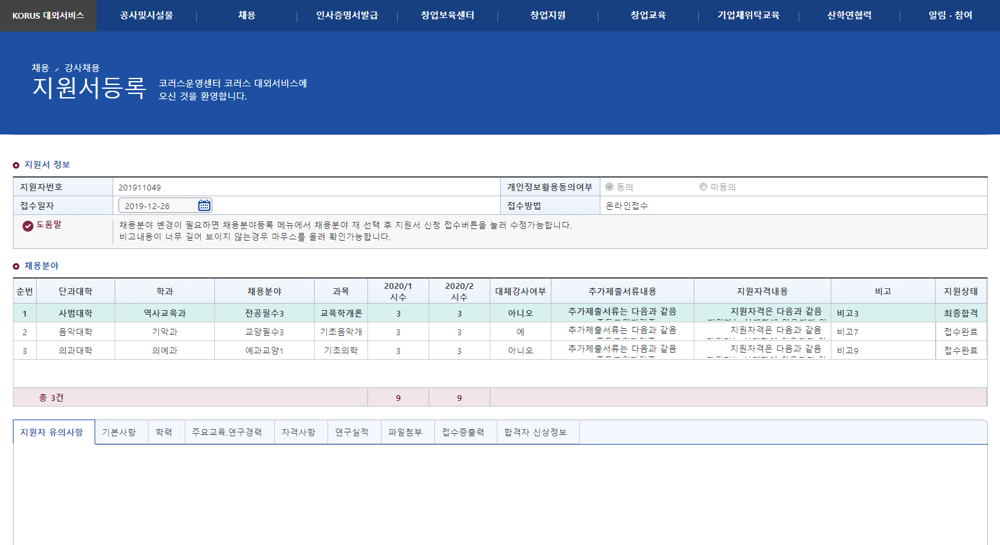 KORUS 대외서비스 공사및시설물 채용 인사증명서발급 창업보육센터 창업지원 창업교육 기업체위탁교육 산학연협력 알림 · 참여
채용 강사채용
지원서등록
코러스운영센터 코러스 대외서비스에
오신 것을 환영합니다.
지원서 정보
지원자번호 201911049 개인정보활용동의여부 동의 미동의
접수일자 2019-12-26 접수방법 온라인접수
도움말
채용분야 변경이 필요하면 채용분야등록 메뉴에서 채용분야 재 선택 후 지원서 신청 접수버튼을 눌러 수정가능합니다.
비고내용이 너무 길어 보이지 않는경우 마우스를 올려 확인가능합니다.
채용분야
순번 단과대학 학과 채용분야 과목 2020/1 시수 2020/2 시수 대체강사여부 추가제출서류내용 지원자격내용 비고 지원상태
1 사범대학 역사교육과 전공필수3 교육학개론 3 3 아니오 추가제출서류는 다음과 같음 지원자격은 다음과 같음 비고3 최종합격
2 음악대학 기악과 교양필수3 기초음악개 3 3 예 추가제출서류는 다음과 같음 지원자격은 다음과 같음 비고7 접수완료
3 의과대학 의예과 예과교양1 기초의학 3 3 아니오 추가제출서류는 다음과 같음 지원자격은 다음과 같음 비고9 접수완료
총 3건 9 9
지원자 유의사항 기본사항 학력 주요교육.연구경력 자격사항 연구실적 파일첨부 접수증출력 합격자 신상정보